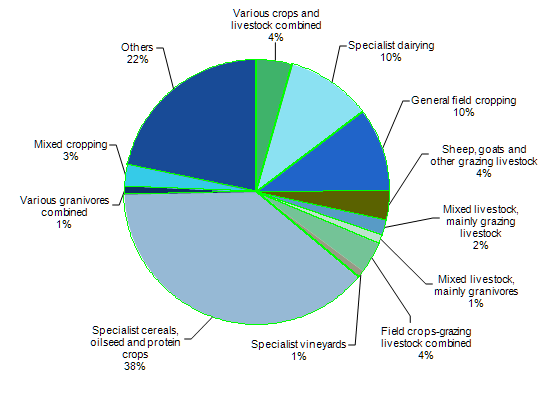 Various crops and
livestock combined
4%
Specialist dairying
10%
General field cropping
10%
Sheep, goats and
other grazing livestock
4%
Mixed livestock,
mainly grazing
livestock
2%
Mixed livestock,
mainly granivores
1%
Field crops-grazing
livestock combined
4%
Specialist vineyards
1%
Specialist cereals,
oilseed and protein
crops
38%
Various granivores
combined
1%
Mixed cropping
3%
Others
22%